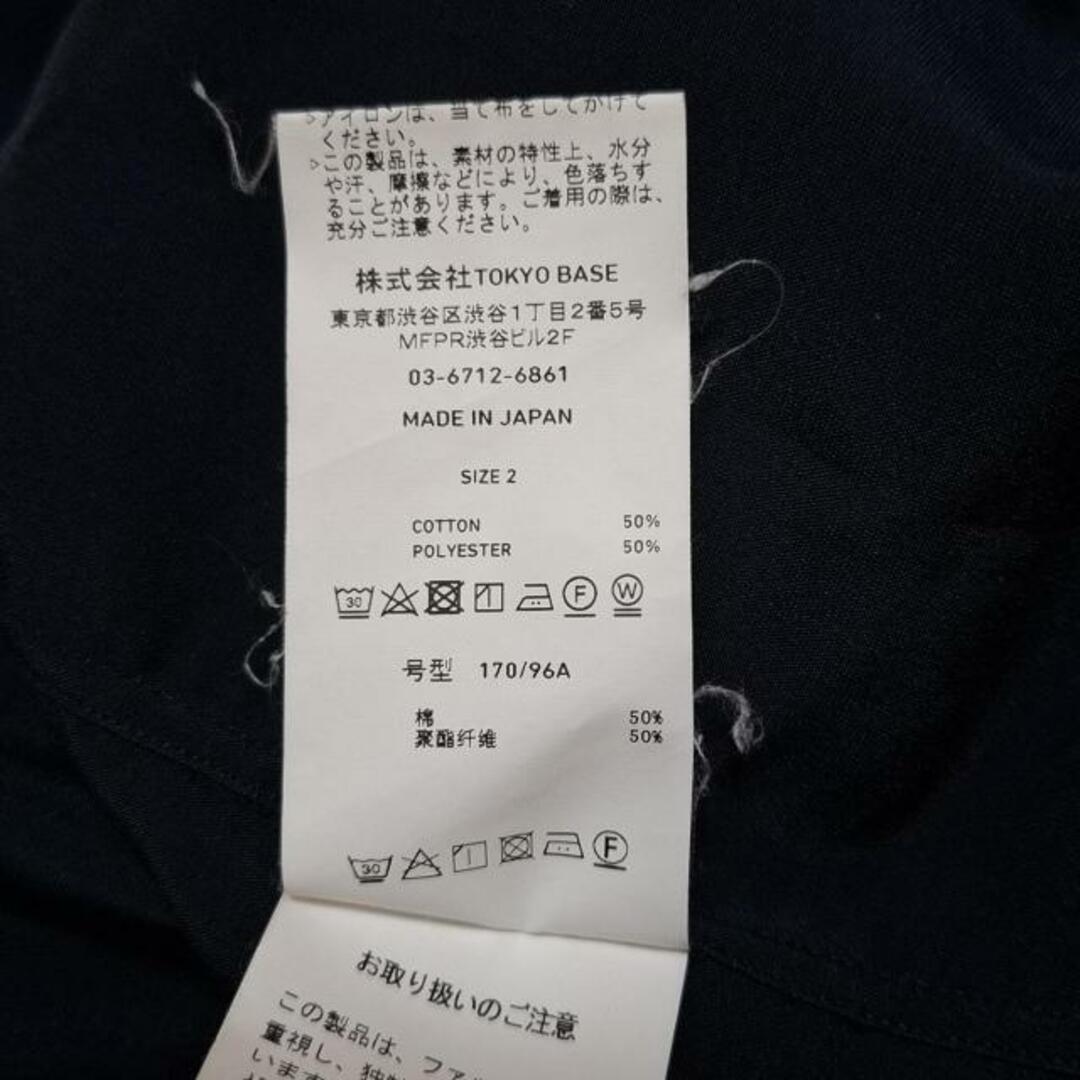 ▷アイロンは、当て布をしてかけて
ください。
▷この製品は、素材の特性上、水分
や汗、摩擦などにより、色落ちす
ることがあります。ご着用の際は、
充分ご注意ください。
株式会社TOKYO BASE
東京都渋谷区渋谷1丁目2番5号
MFPR渋谷ビル2F
03-6712-6861
MADE IN JAPAN
SIZE 2
COTTON 50%
POLYESTER 50%
30 F W
号型 170/96A
棉 50%
聚酯纤维 50%
30 F
お取り扱いのご注意
この製品は、ファ
重視し、独
います